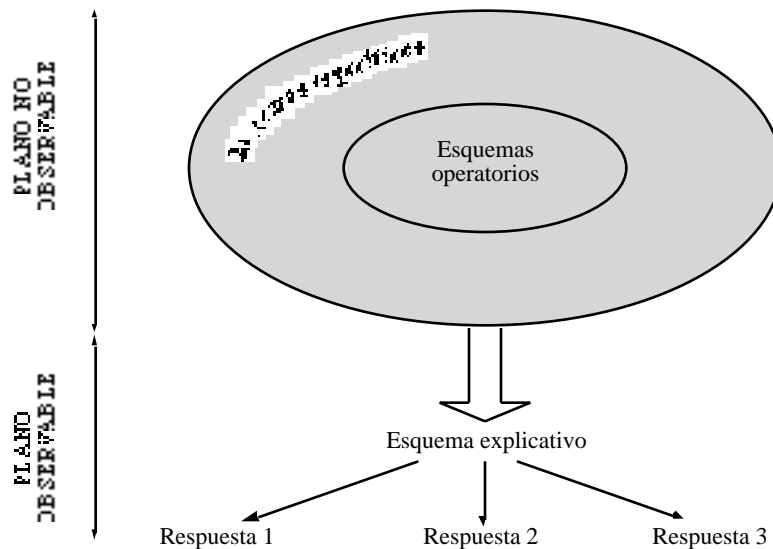 PLANO NO
OBSERVABLE
Esquemas
operatorios
PLANO
OBSERVABLE
Esquema explicativo
Respuesta 1
Respuesta 2
Respuesta 3